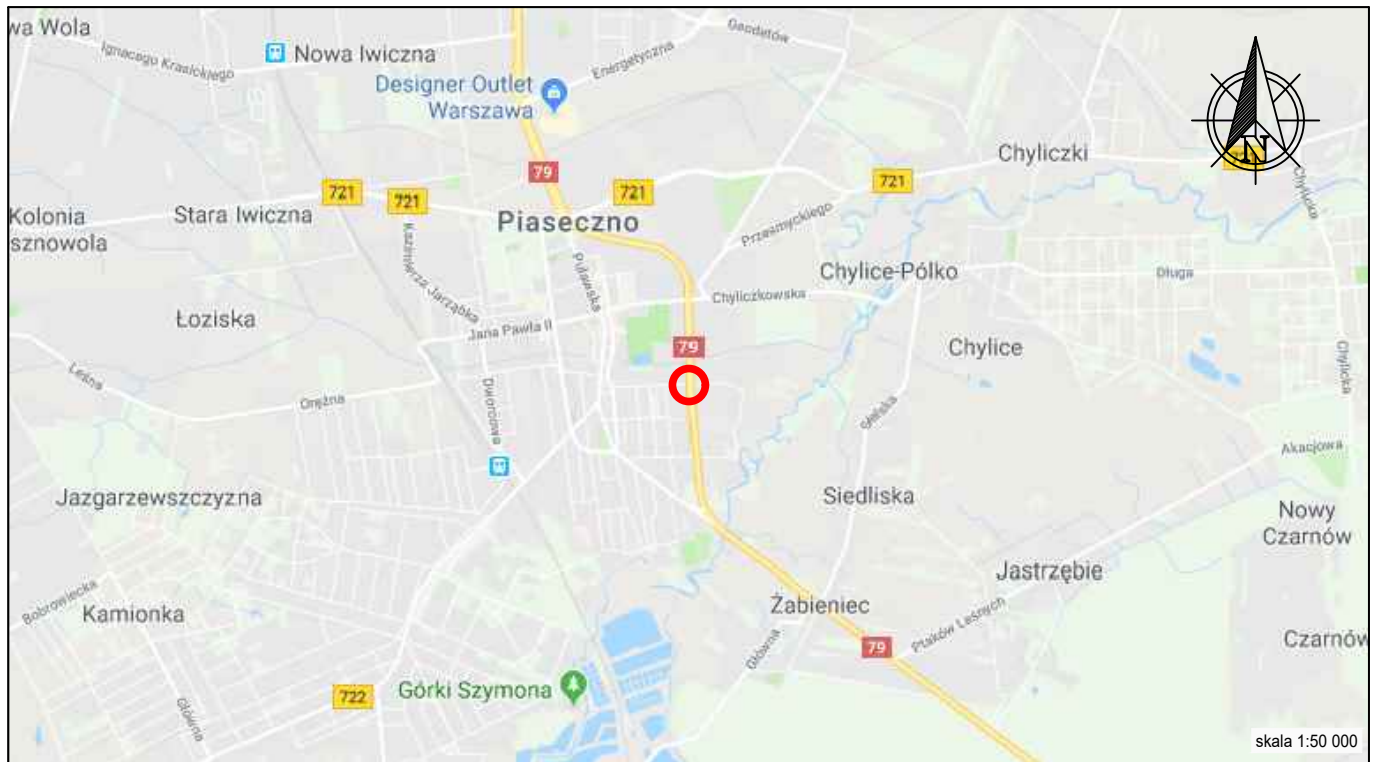 wa Wola
Ignacego Krasickiego
Nowa Iwiczna
Geodetów
Energetyczna
Designer Outlet
Warszawa
79
Chyliczki
N
721
721
721
721
721
Chylicka
Kolonia
sznowola
Stara Iwiczna
Piaseczno
Przesmyckiego
Kazimierza Jarząbka
Puławska
Chylice-Pólko
Długa
Łoziska
Jana Pawła II
Chyliczkowska
79
Chylice
Chylicka
Leśna
Orężna
Dworcowa
Sielska
Akacjowa
Jazgarzewszczyzna
Siedliska
Nowy
Czarnów
Jastrzębie
Bobrowiecka
Kamionka
Żabieniec
Ptaków Leśnych
Główna
79
Czarnów
722
Górki Szymona
Główna
skala 1:50 000